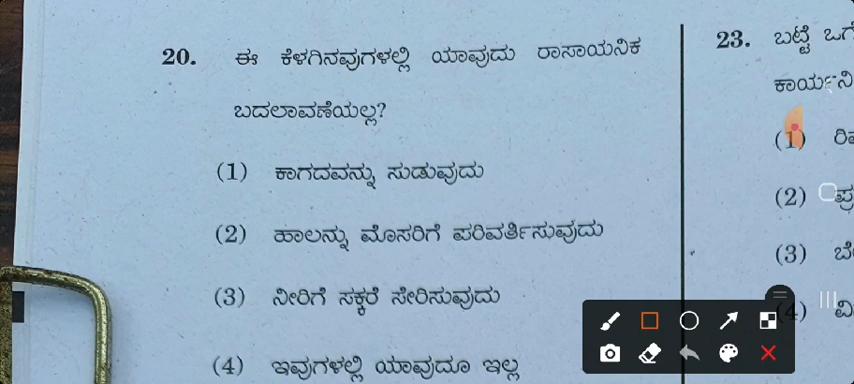 20. ಈ ಕೆಳಗಿನವುಗಳಲ್ಲಿ ಯಾವುದು ರಾಸಾಯನಿಕ
ಬದಲಾವಣೆಯಲ್ಲ?
(1) ಕಾಗದವನ್ನು ಸುಡುವುದು
(2) ಹಾಲನ್ನು ಮೊಸರಿಗೆ ಪರಿವರ್ತಿಸುವುದು
(3) ನೀರಿಗೆ ಸಕ್ಕರೆ ಸೇರಿಸುವುದು
(4) ಇವುಗಳಲ್ಲಿ ಯಾವುದೂ ಇಲ್ಲ
23. ಬಟ್ಟೆ
(1)
(2)
(3)
(4)